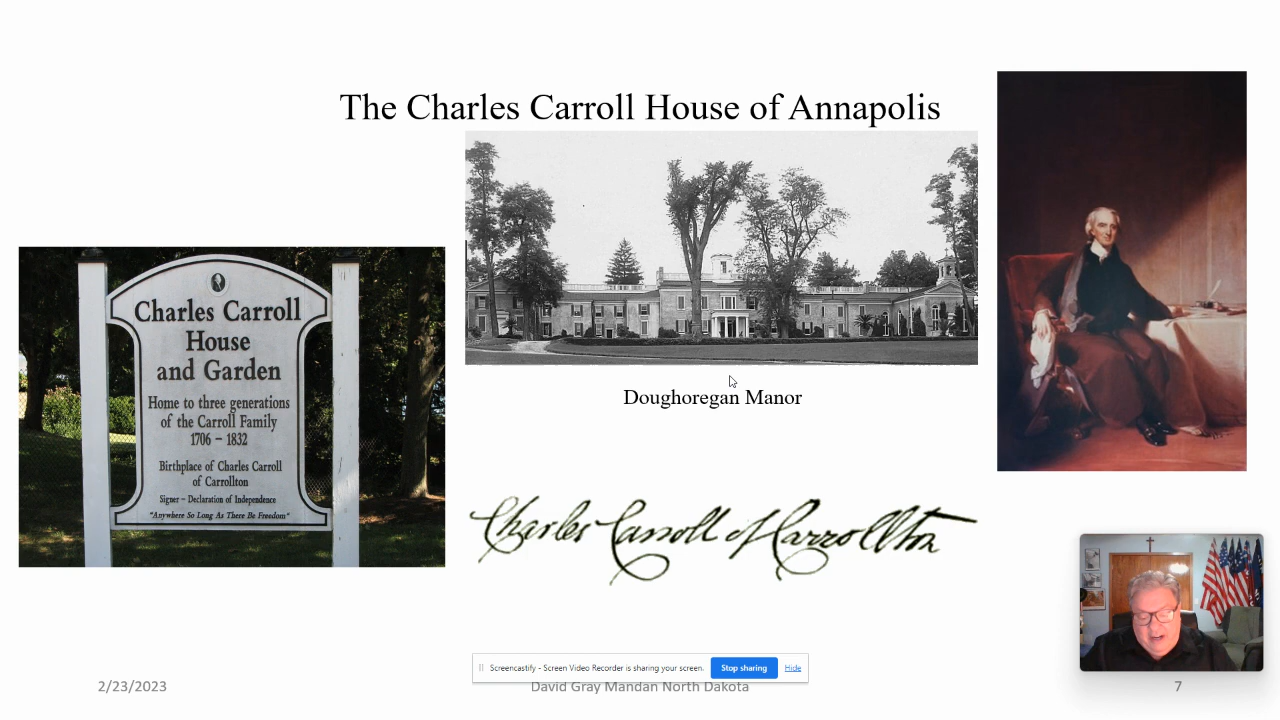 The Charles Carroll House of Annapolis
Charles Carroll
House
and Garden
Home to three generations
of the Carroll Family
1706 – 1832
Birthplace of Charles Carroll
of Carrollton
Signer – Declaration of Independence
"Anywhere So Long As There Be Freedom"
Doughoregan Manor
Charles Carroll of Carrollton
Screencastify - Screen Video Recorder is sharing your screen.
Stop sharing
Hide
2/23/2023
David Gray Mandan North Dakota
7